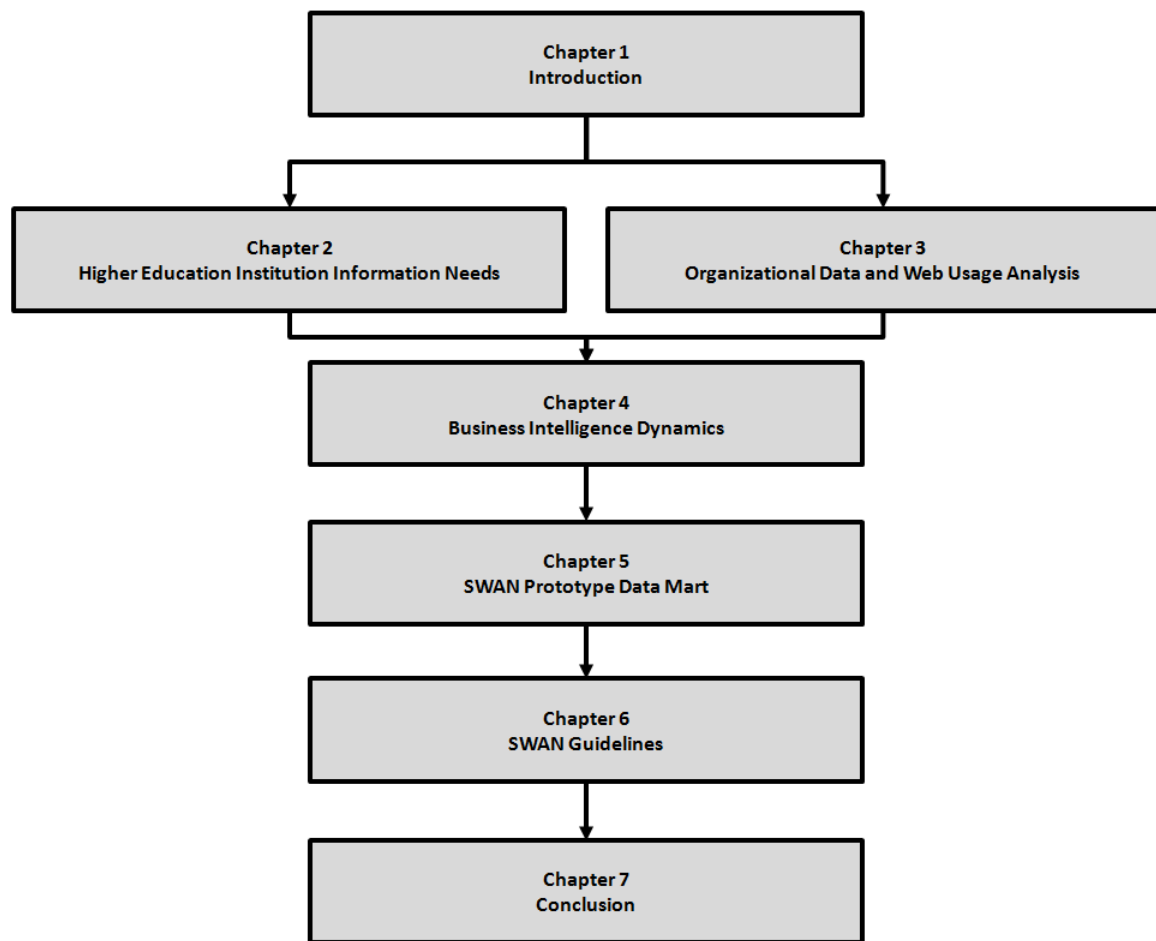 Chapter 1
Introduction
Chapter 2
Higher Education Institution Information Needs
Chapter 3
Organizational Data and Web Usage Analysis
Chapter 4
Business Intelligence Dynamics
Chapter 5
SWAN Prototype Data Mart
Chapter 6
SWAN Guidelines
Chapter 7
Conclusion